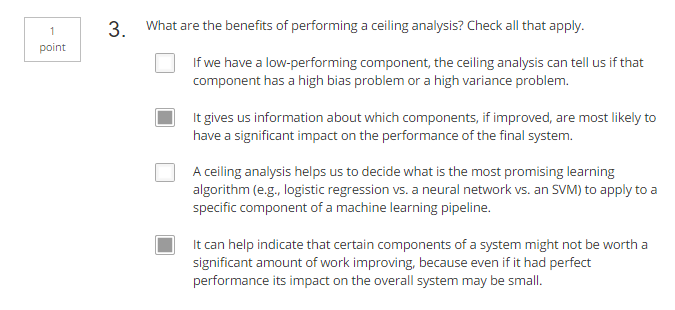 1
point
3. What are the benefits of performing a ceiling analysis? Check all that apply.
If we have a low-performing component, the ceiling analysis can tell us if that
component has a high bias problem or a high variance problem.
It gives us information about which components, if improved, are most likely to
have a significant impact on the performance of the final system.
A ceiling analysis helps us to decide what is the most promising learning
algorithm (e.g., logistic regression vs. a neural network vs. an SVM) to apply to a
specific component of a machine learning pipeline.
It can help indicate that certain components of a system might not be worth a
significant amount of work improving, because even if it had perfect
performance its impact on the overall system may be small.